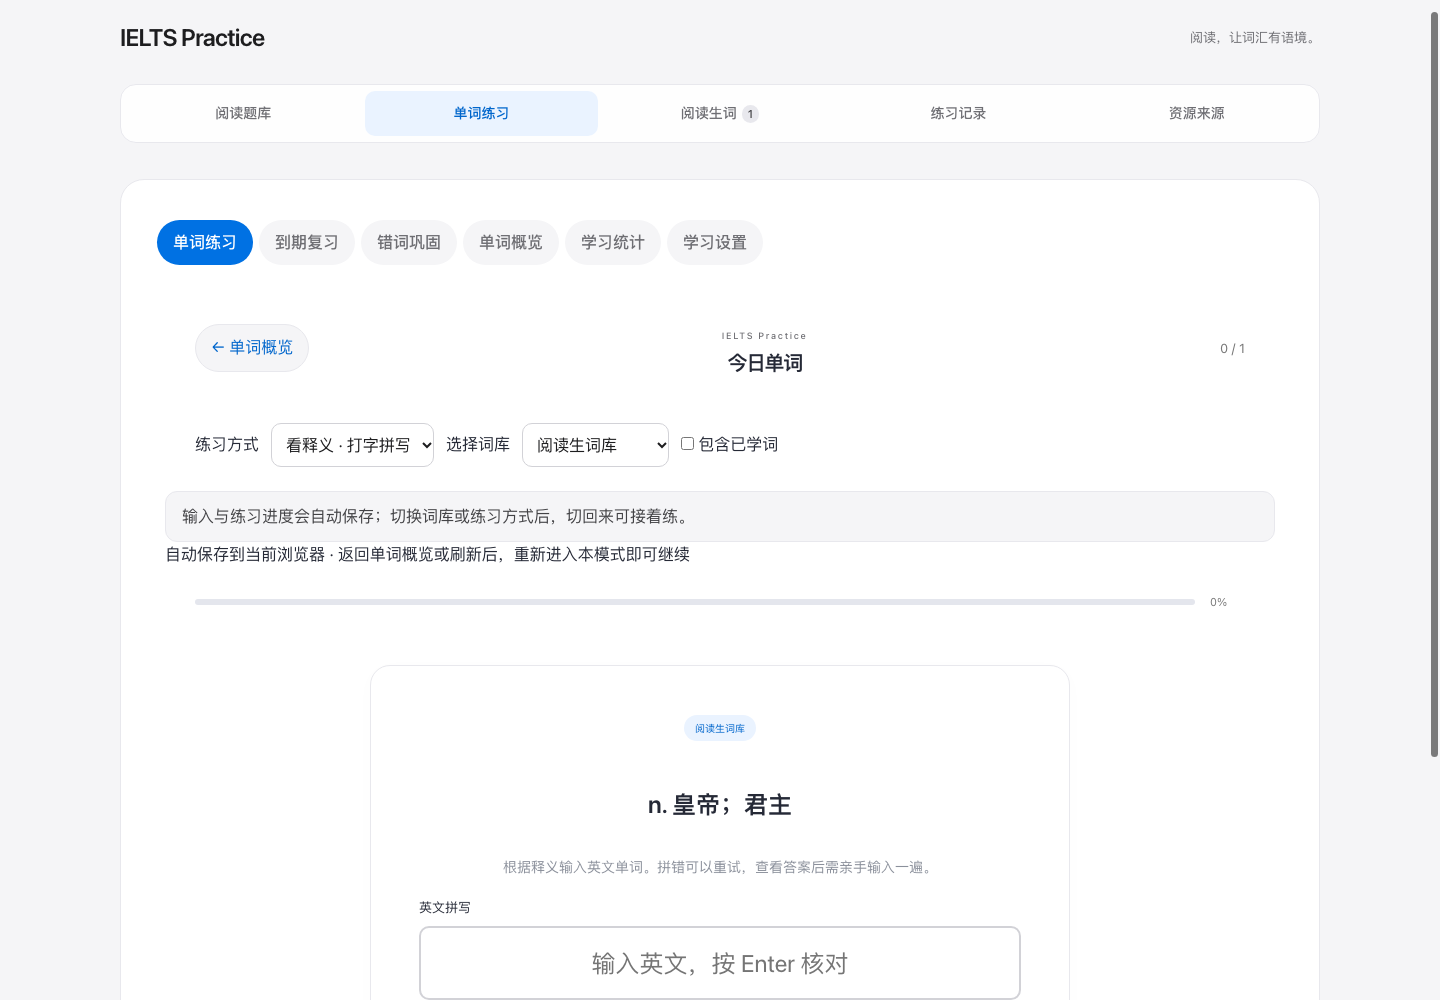 IELTS Practice
阅读，让词汇有语境。
阅读题库
单词练习
阅读生词 1
练习记录
资源来源
单词练习
到期复习
错词巩固
单词概览
学习统计
学习设置
← 单词概览
IELTS Practice
今日单词
0 / 1
练习方式
看释义 · 打字拼写
选择词库
阅读生词库
包含已学词
输入与练习进度会自动保存；切换词库或练习方式后，切回来可接着练。
自动保存到当前浏览器 · 返回单词概览或刷新后，重新进入本模式即可继续
0%
阅读生词库
n. 皇帝；君主
根据释义输入英文单词。拼错可以重试，查看答案后需亲手输入一遍。
英文拼写
输入英文，按 Enter 核对